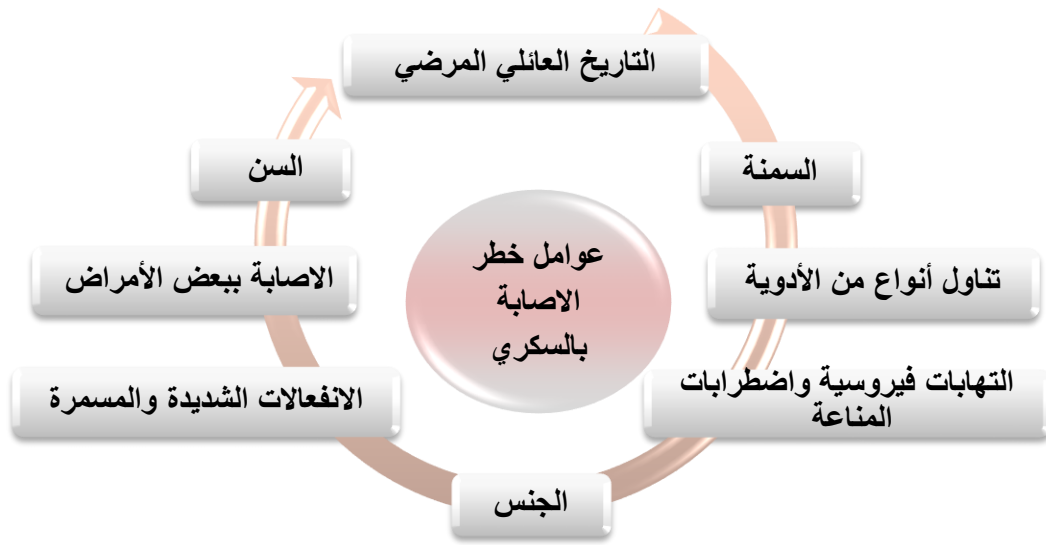 التاريخ العائلي المرضي
السمنة
تناول أنواع من الأدوية
التهابات فيروسية واضطرابات
المناعة
الجنس
الانفعالات الشديدة والمسمرة
الاصابة ببعض الأمراض
السن
عوامل خطر
الاصابة
بالسكري